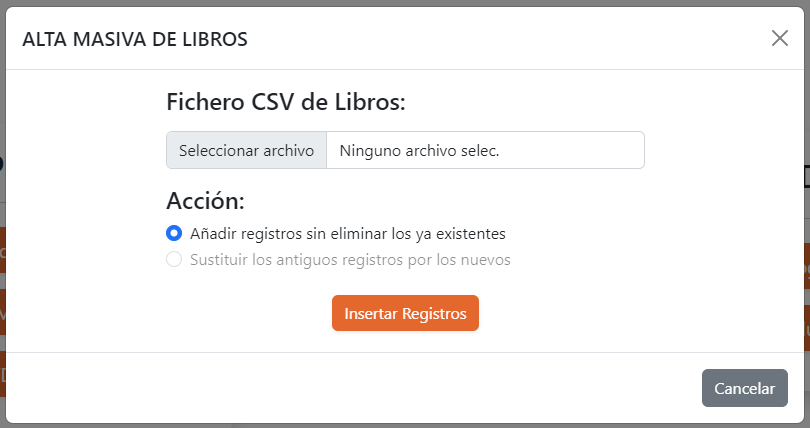 ALTA MASIVA DE LIBROS
Fichero CSV de Libros:
Seleccionar archivo Ninguno archivo selec.
Acción:
Añadir registros sin eliminar los ya existentes
Sustituir los antiguos registros por los nuevos
Insertar Registros
Cancelar